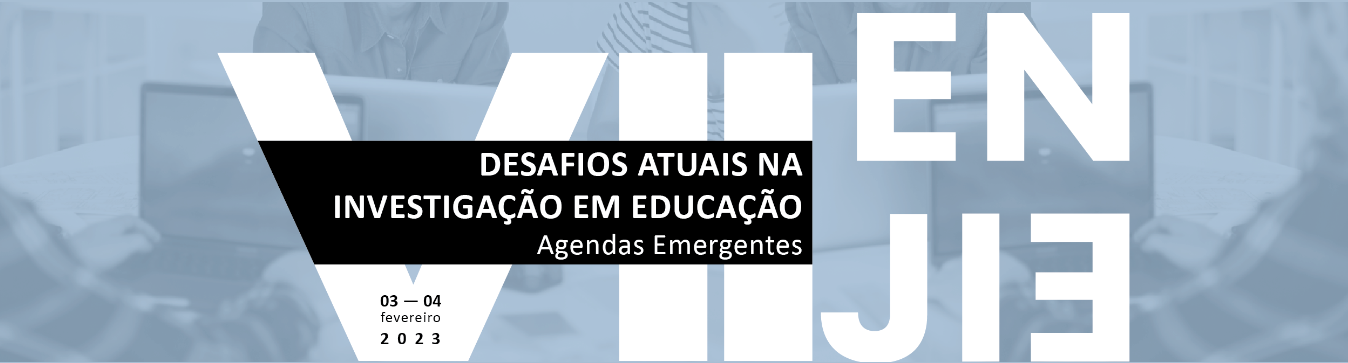 VII
EN
JIE
DESAFIOS ATUAIS NA
INVESTIGAÇÃO EM EDUCAÇÃO
Agendas Emergentes
03 — 04
fevereiro
2023